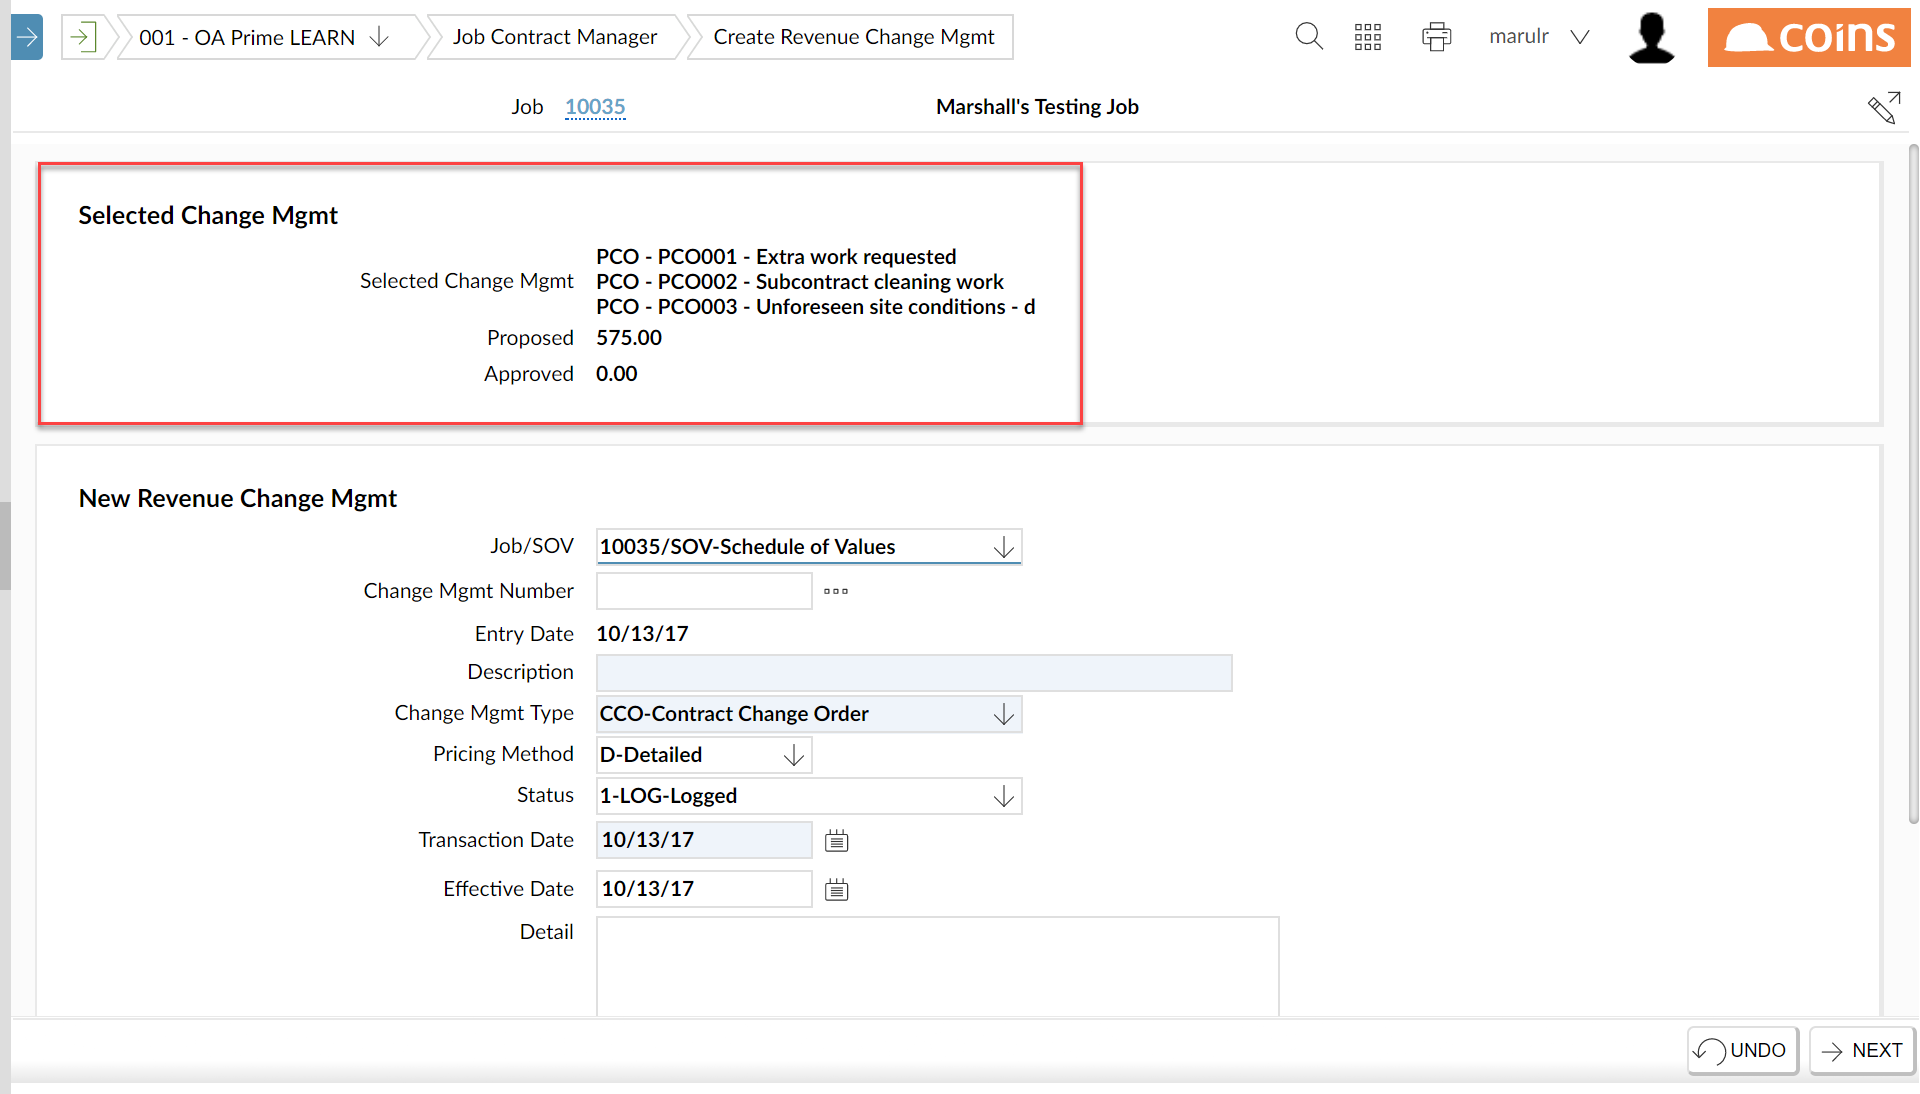 001 - OA Prime LEARN
Job Contract Manager
Create Revenue Change Mgmt
marulr
coins
Job 10035
Marshall's Testing Job
Selected Change Mgmt
Selected Change Mgmt
PCO - PCO001 - Extra work requested
PCO - PCO002 - Subcontract cleaning work
PCO - PCO003 - Unforeseen site conditions - d
Proposed 575.00
Approved 0.00
New Revenue Change Mgmt
Job/SOV 10035/SOV-Schedule of Values
Change Mgmt Number
Entry Date 10/13/17
Description
Change Mgmt Type CCO-Contract Change Order
Pricing Method D-Detailed
Status 1-LOG-Logged
Transaction Date 10/13/17
Effective Date 10/13/17
Detail
UNDO
NEXT